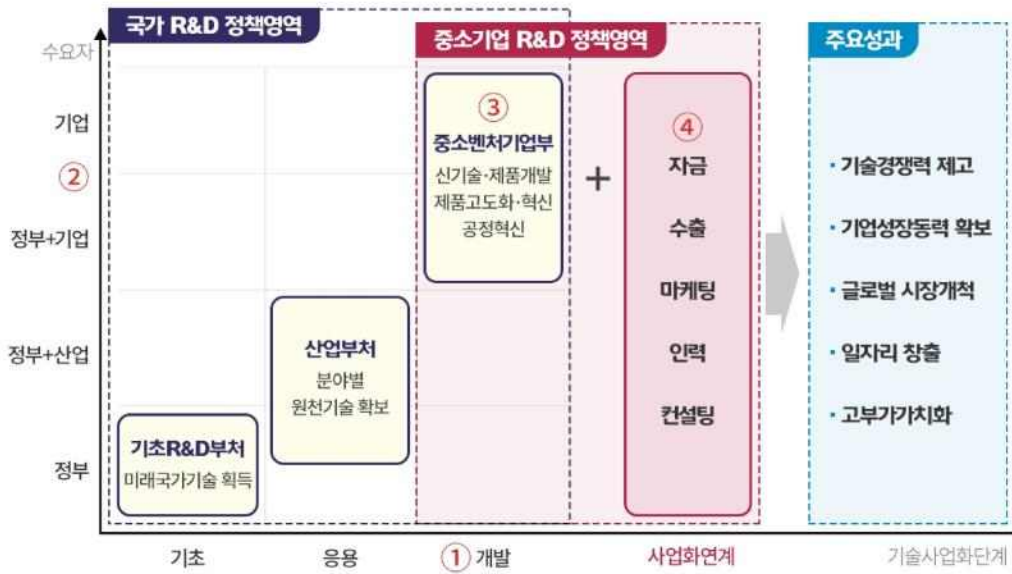 국가 R&D 정책영역
중소기업 R&D 정책영역
주요성과
수요자
기업
②
정부+기업
정부+산업
정부
③
중소벤처기업부
신기술·제품개발
제품고도화·혁신
공정혁신
산업부처
분야별
원천기술 확보
기초R&D부처
미래국가기술 획득
+
④
자금
수출
마케팅
인력
컨설팅
· 기술경쟁력 제고
· 기업성장동력 확보
· 글로벌 시장개척
· 일자리 창출
· 고부가가치화
기초
응용
① 개발
사업화연계
기술사업화단계